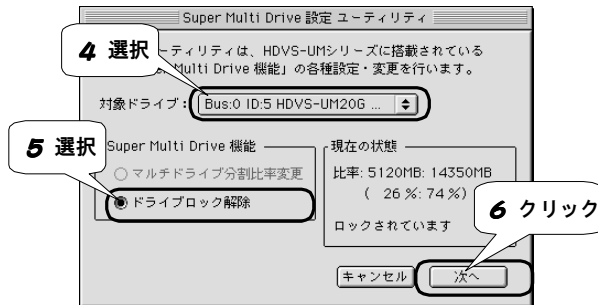 Super Multi Drive 設定 ユーティリティ
4 選択
ーティリティは、HDVS-UMシリーズに搭載されている
Multi Drive 機能」の各種設定・変更を行います。
対象ドライブ： Bus:0 ID:5 HDVS-UM20G ...
5 選択
Super Multi Drive 機能
マルチドライブ分割比率変更
ドライブロック解除
現在の状態
比率: 5120MB: 14350MB
( 26 %: 74 %)
ロックされています
6 クリック
キャンセル
次へ